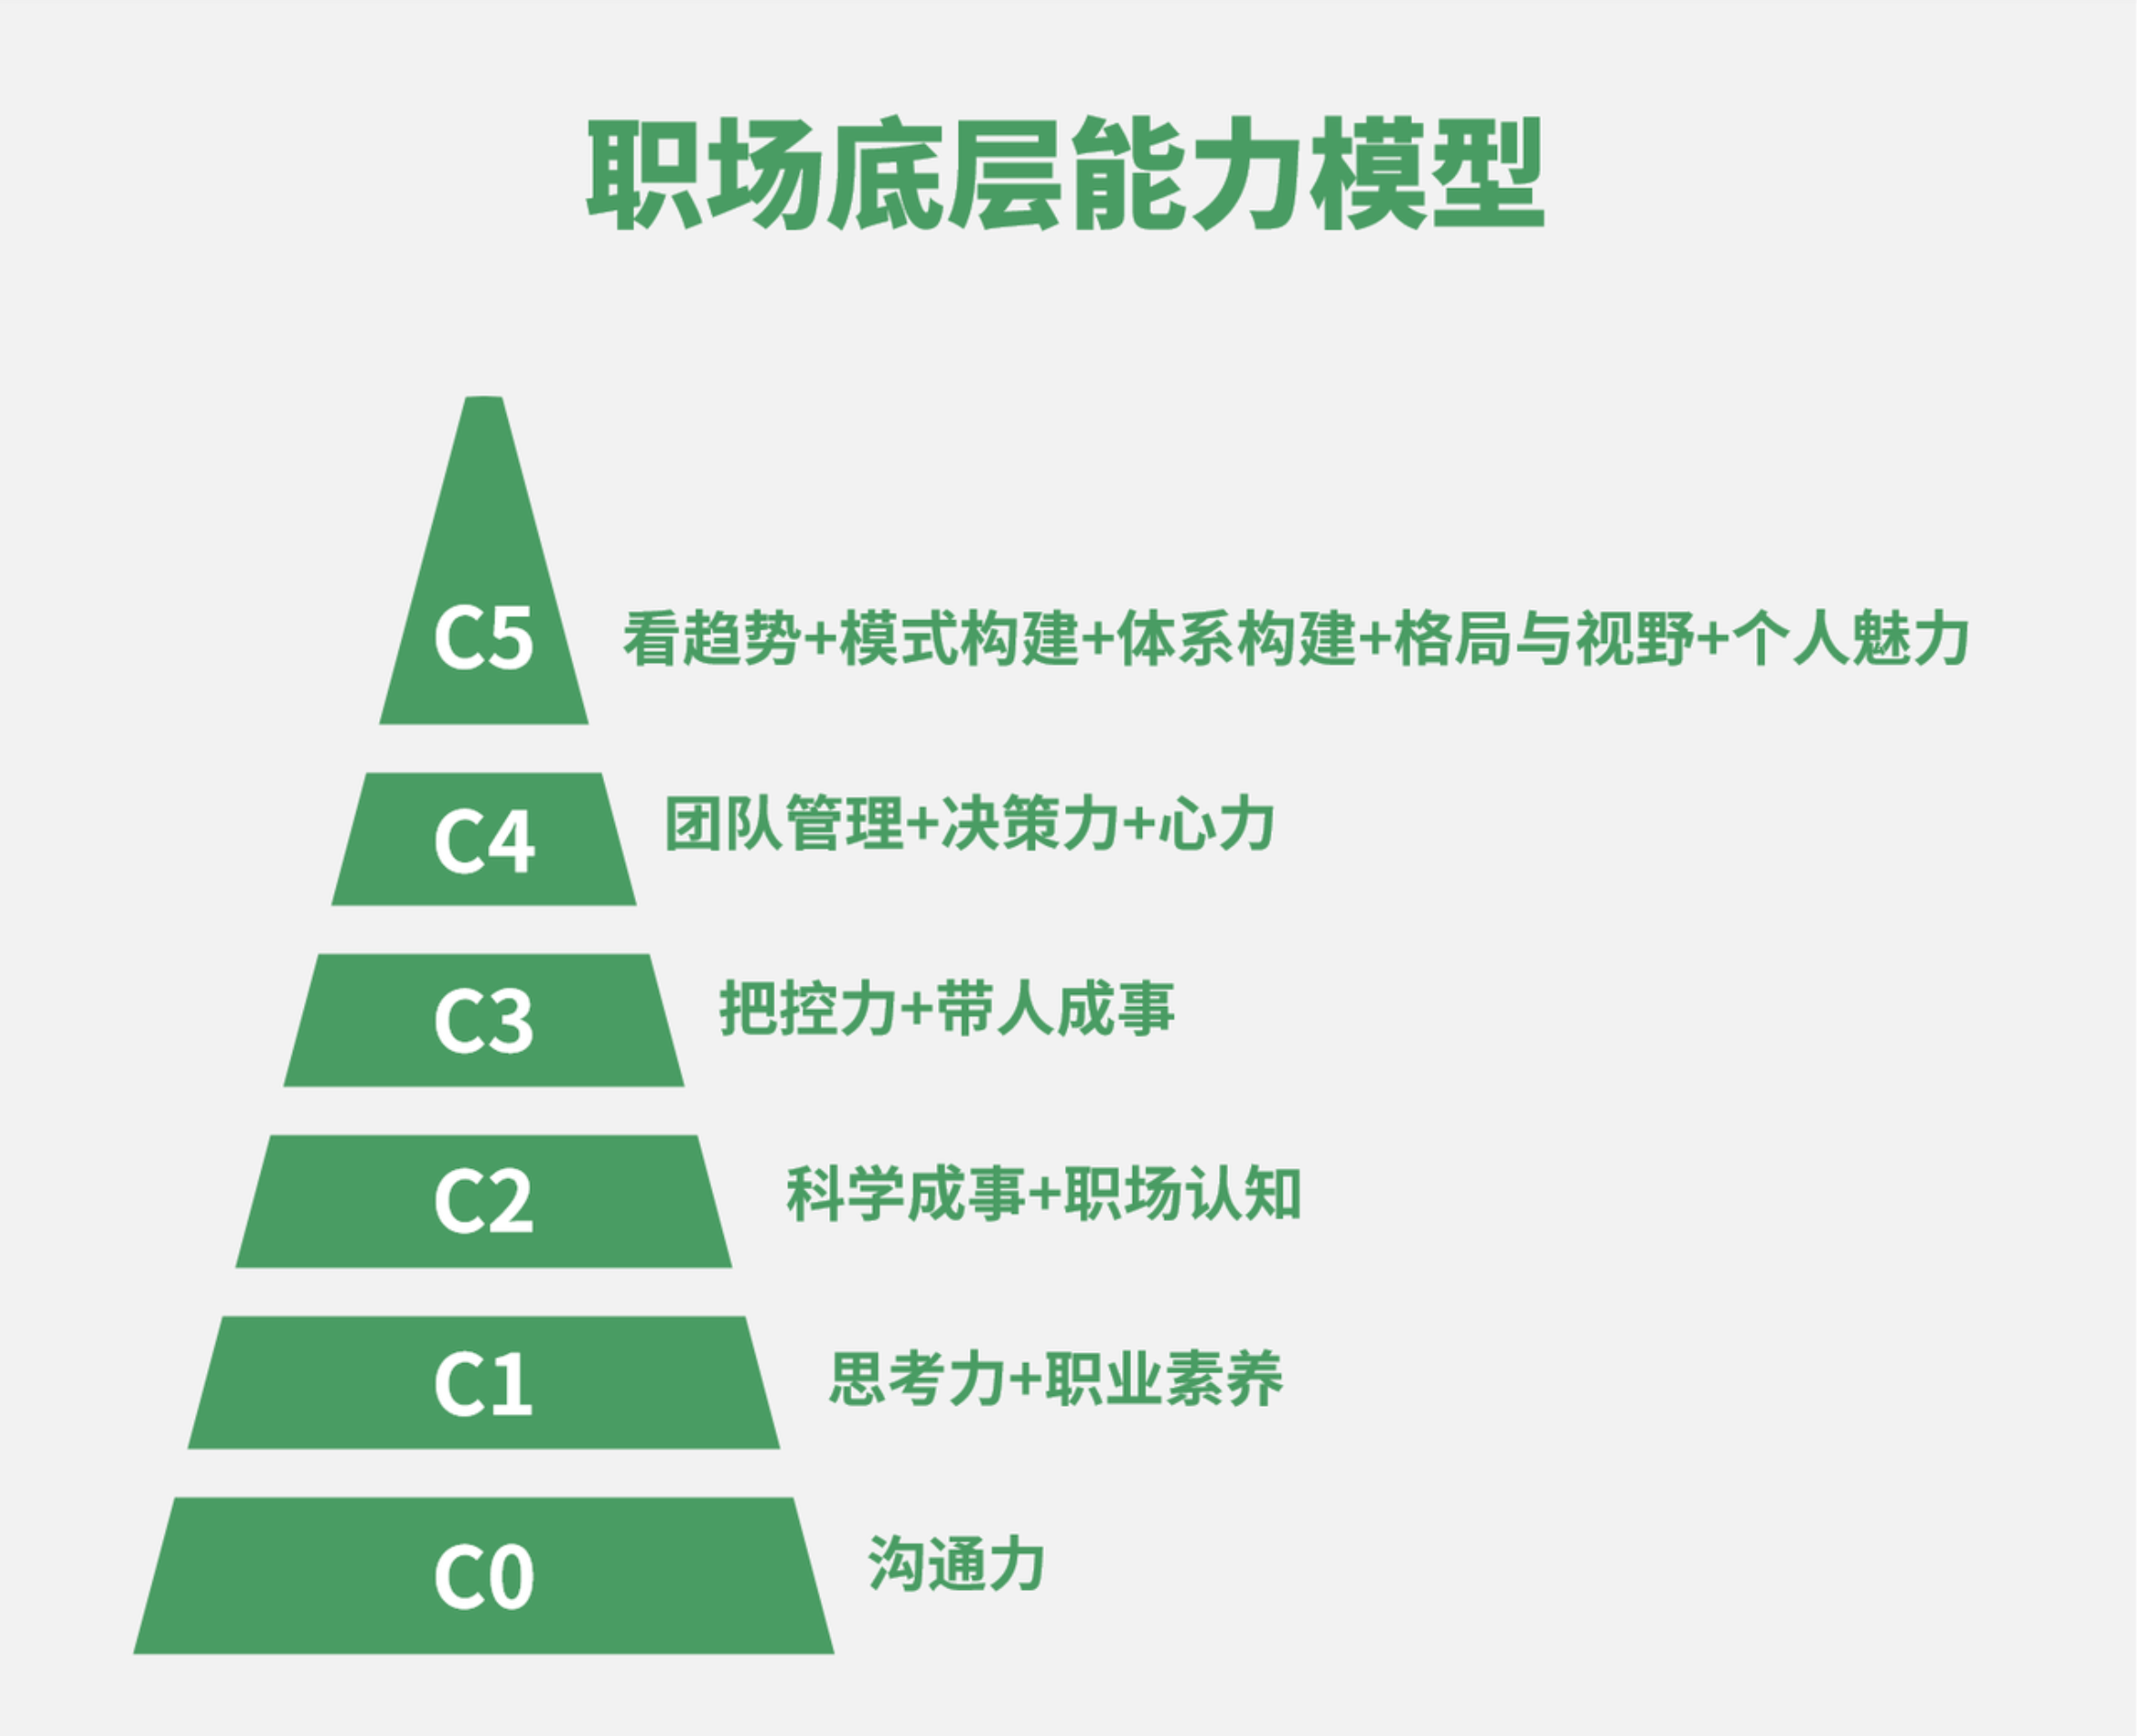 职场底层能力模型
C5 看趋势+模式构建+体系构建+格局与视野+个人魅力
C4 团队管理+决策力+心力
C3 把控力+带人成事
C2 科学成事+职场认知
C1 思考力+职业素养
C0 沟通力